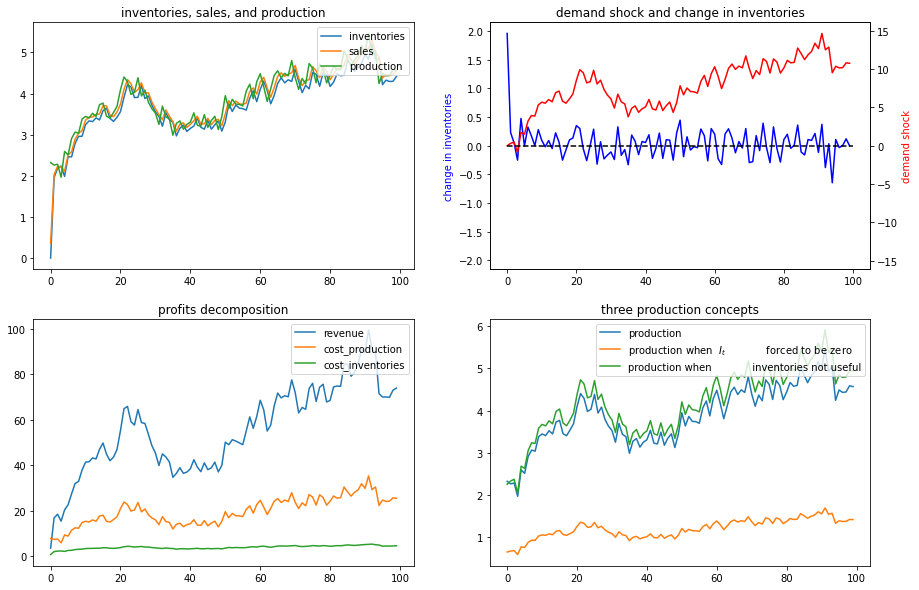 inventories, sales, and production
inventories
sales
production
5
4
3
2
1
0
0 20 40 60 80 100
demand shock and change in inventories
change in inventories
2.0
1.5
1.0
0.5
0.0
−0.5
−1.0
−1.5
−2.0
15
10
5
0
−5
−10
−15
demand shock
0 20 40 60 80 100
profits decomposition
revenue
cost_production
cost_inventories
100
80
60
40
20
0
0 20 40 60 80 100
three production concepts
production
production when I_t forced to be zero
production when inventories not useful
6
5
4
3
2
1
0 20 40 60 80 100